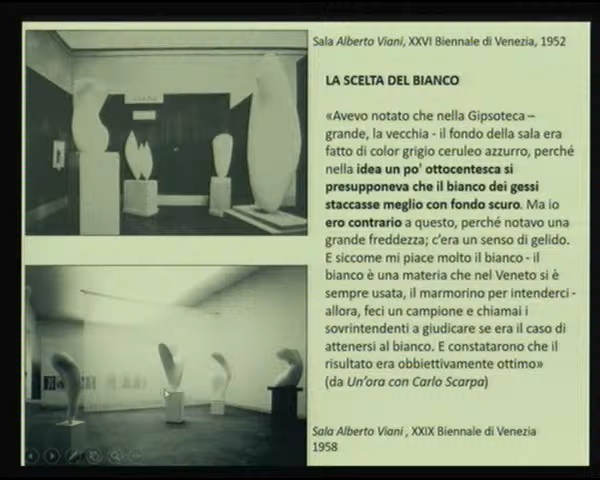 Sala Alberto Viani, XXVI Biennale di Venezia, 1952
LA SCELTA DEL BIANCO
«Avevo notato che nella Gipsoteca –
grande, la vecchia - il fondo della sala era
fatto di color grigio ceruleo azzurro, perché
nella idea un po' ottocentesca si
presupponeva che il bianco dei gessi
staccasse meglio con fondo scuro. Ma io
ero contrario a questo, perché notavo una
grande freddezza; c'era un senso di gelido.
E siccome mi piace molto il bianco - il
bianco è una materia che nel Veneto si è
sempre usata, il marmorino per intenderci -
allora, feci un campione e chiamai i
sovrintendenti a giudicare se era il caso di
attenersi al bianco. E constatarono che il
risultato era obbiettivamente ottimo»
(da Un'ora con Carlo Scarpa)
Sala Alberto Viani , XXIX Biennale di Venezia
1958